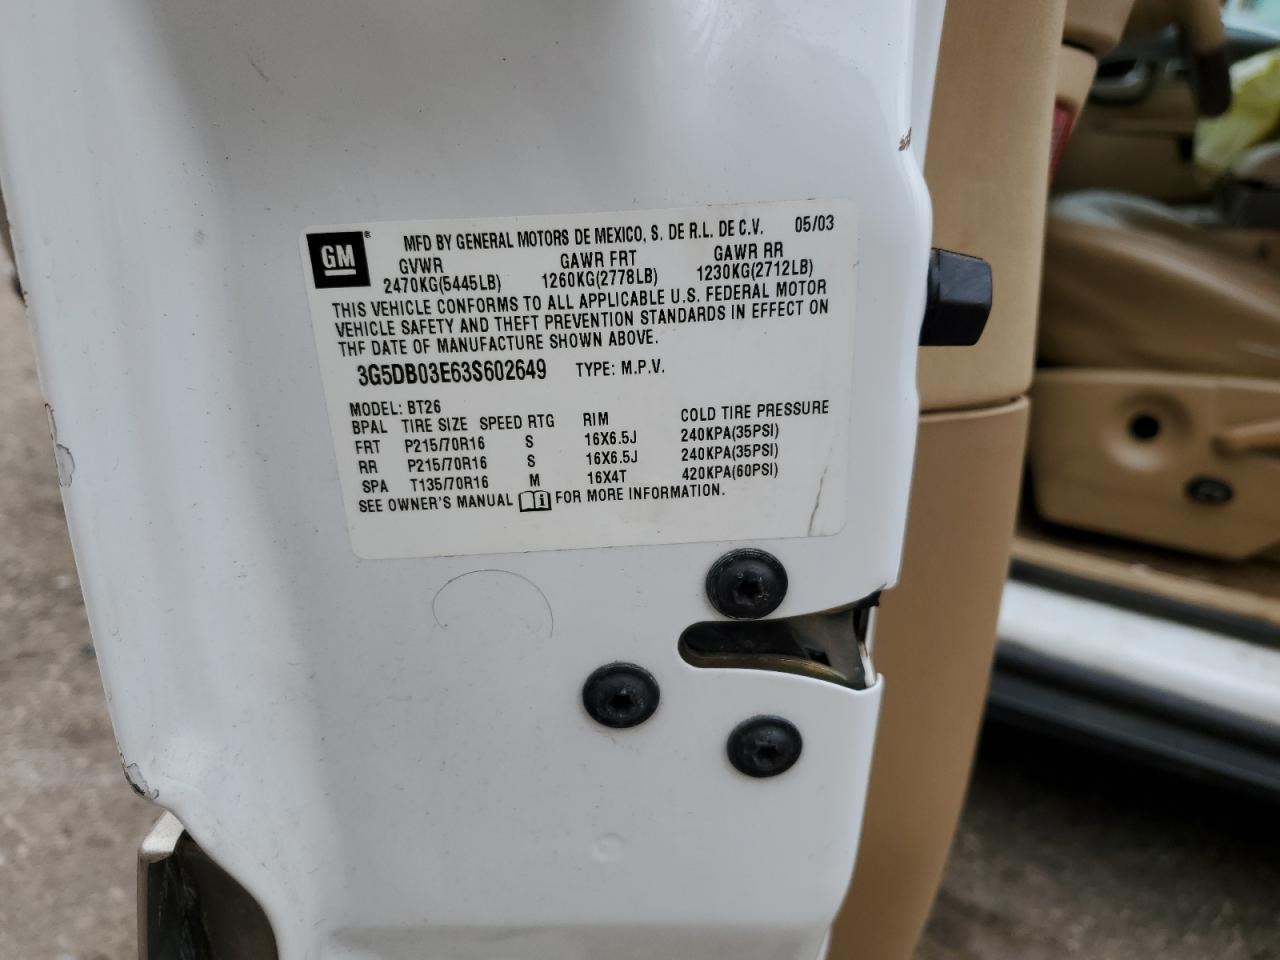 GM ® MFD BY GENERAL MOTORS DE MEXICO, S. DE R.L. DE C.V. 05/03
GVWR GAWR FRT GAWR RR
2470KG(5445LB) 1260KG(2778LB) 1230KG(2712LB)
THIS VEHICLE CONFORMS TO ALL APPLICABLE U.S. FEDERAL MOTOR
VEHICLE SAFETY AND THEFT PREVENTION STANDARDS IN EFFECT ON
THF DATE OF MANUFACTURE SHOWN ABOVE.
3G5DB03E63S602649 TYPE: M.P.V.
MODEL: BT26
BPAL TIRE SIZE SPEED RTG RIM COLD TIRE PRESSURE
FRT P215/70R16 S 16X6.5J 240KPA(35PSI)
RR P215/70R16 S 16X6.5J 240KPA(35PSI)
SPA T135/70R16 M 16X4T 420KPA(60PSI)
SEE OWNER'S MANUAL i FOR MORE INFORMATION.